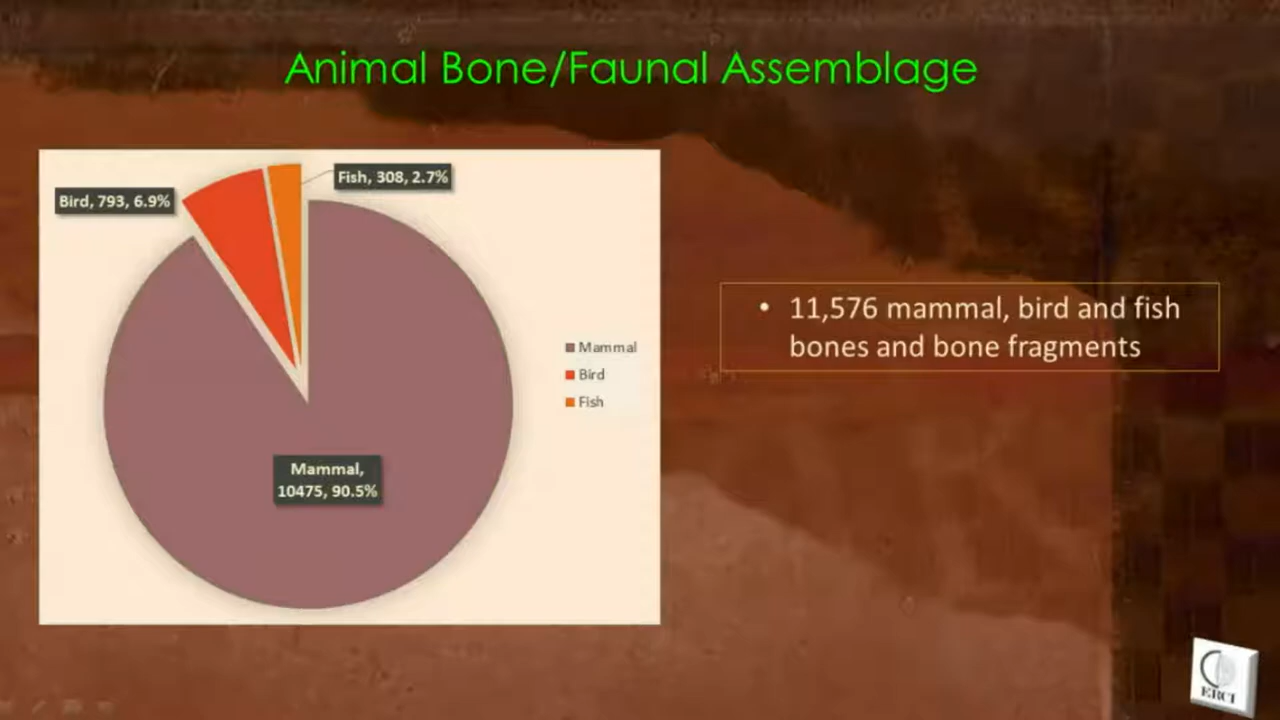 Animal Bone/Faunal Assemblage
Fish, 308, 2.7%
Bird, 793, 6.9%
Mammal,
10475, 90.5%
Mammal
Bird
Fish
• 11,576 mammal, bird and fish
bones and bone fragments
ERCI